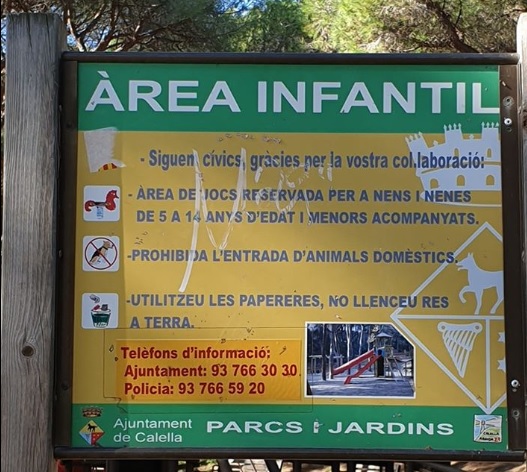 ÀREA INFANTIL
- Siguem cívics, gràcies per la vostra col.laboració:
- ÀREA DE JOCS RESERVADA PER A NENS I NENES
DE 5 A 14 ANYS D'EDAT I MENORS ACOMPANYATS.
-PROHIBIDA L'ENTRADA D'ANIMALS DOMÈSTICS.
-UTILITZEU LES PAPERERES, NO LLENCEU RES
A TERRA.
Telèfons d'informació:
Ajuntament: 93 766 30 30
Policia: 93 766 59 20
Ajuntament
de Calella
PARCS I JARDINS